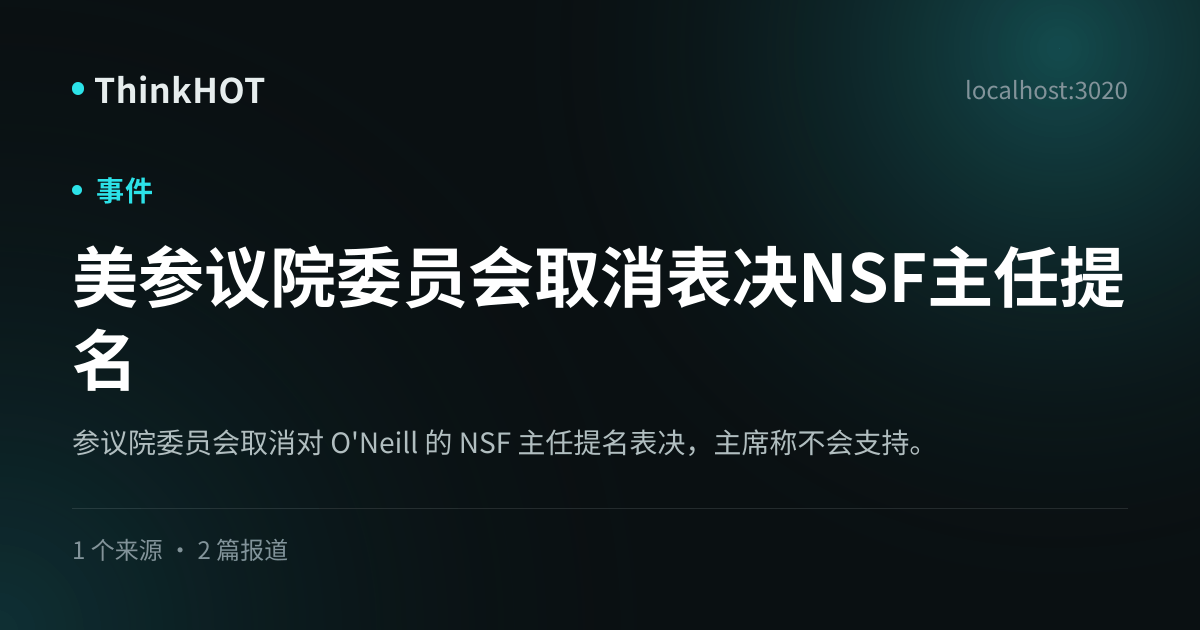 ThinkHOT
localhost:3020
事件
美参议院委员会取消表决NSF主任提
名
参议院委员会取消对 O'Neill 的 NSF 主任提名表决，主席称不会支持。
1 个来源 · 2 篇报道